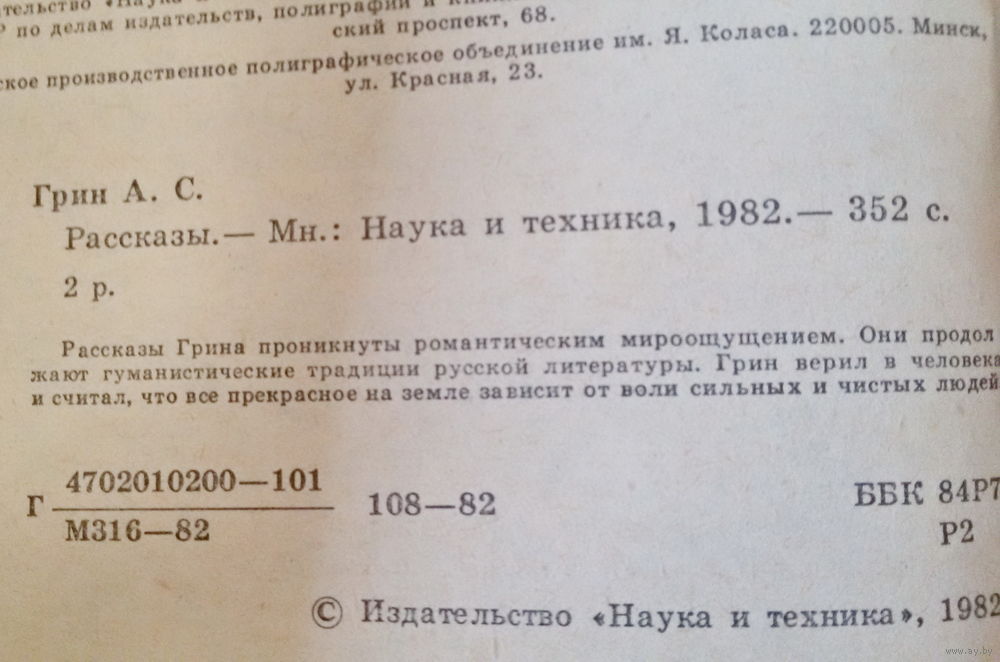 по делам издательств, полиграфии и
ский проспект, 68.
ское производственное полиграфическое объединение им. Я. Коласа. 220005. Минск,
ул. Красная, 23.
Грин А. С.
Рассказы.— Мн.: Наука и техника, 1982.— 352 с.
2 р.
Рассказы Грина проникнуты романтическим мироощущением. Они продол
жают гуманистические традиции русской литературы. Грин верил в человека
и считал, что все прекрасное на земле зависит от воли сильных и чистых людей
Г 4702010200—101 108—82 ББК 84Р7
М316—82 Р2
© Издательство «Наука и техника», 1982
www.ay.by